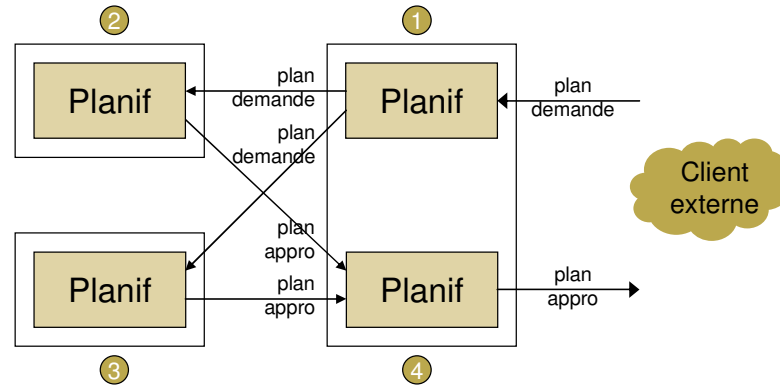 2
1
Planif
plan
demande
Planif
plan
demande
plan
demande
Client
externe
plan
appro
Planif
plan
appro
Planif
plan
appro
3
4